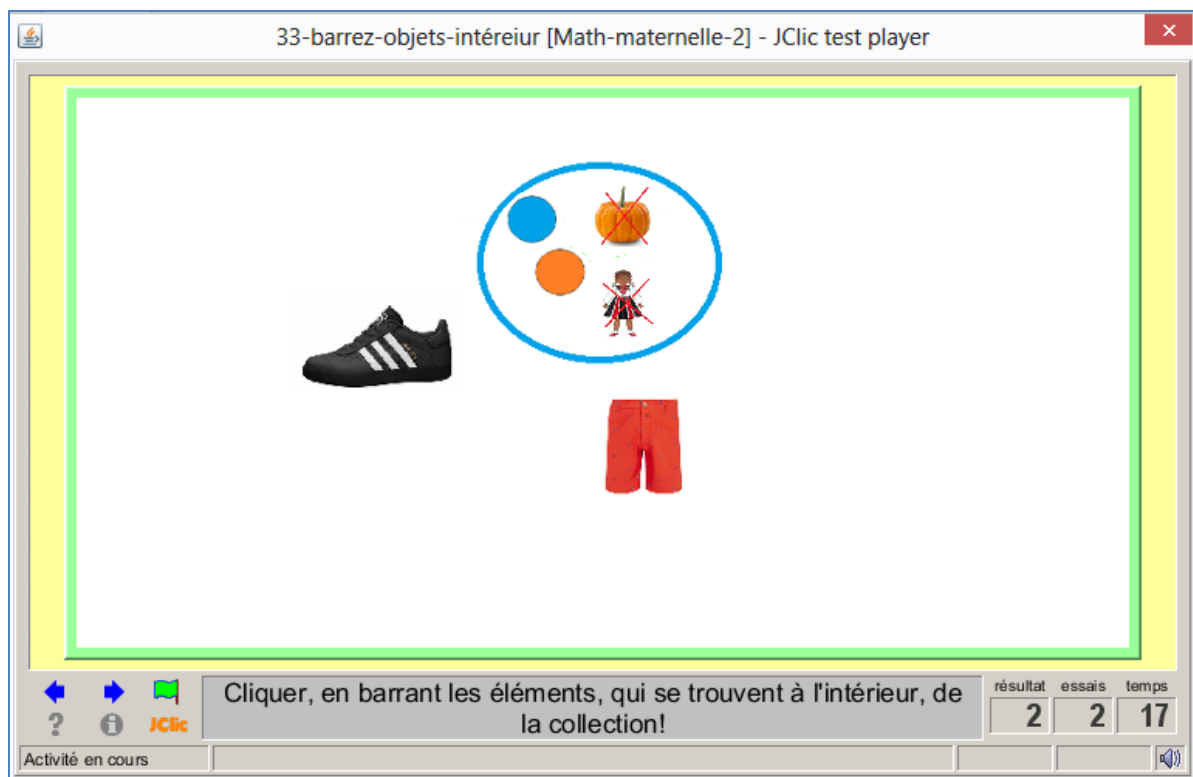 33-barrez-objets-intéreiur [Math-maternelle-2] - JClic test player
Cliquer, en barrant les éléments, qui se trouvent à l'intérieur, de
la collection!
résultat essais temps
2 2 17
JClic
Activité en cours